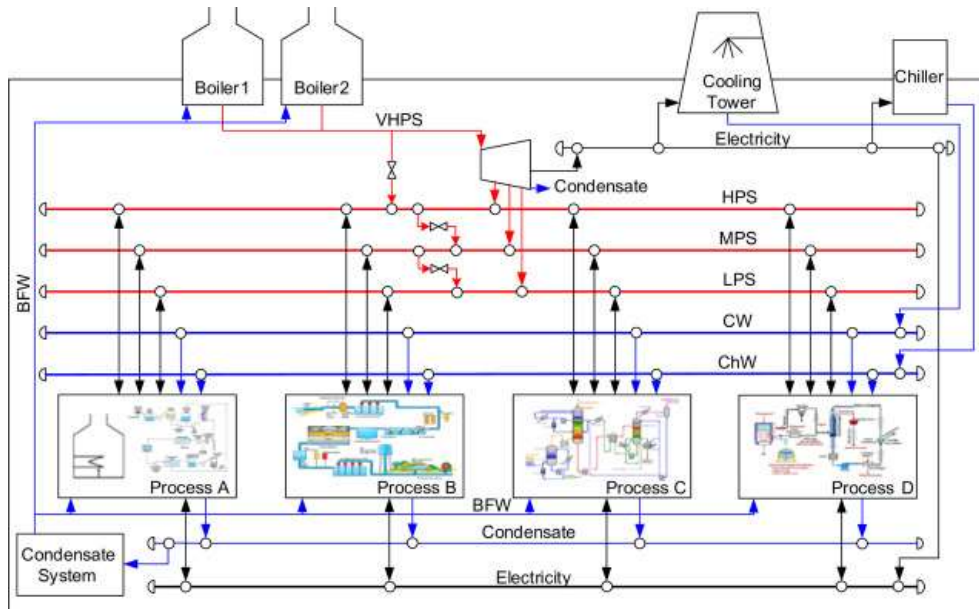 Boiler1
Boiler2
Cooling
Tower
Chiller
VHPS
Electricity
Condensate
HPS
MPS
LPS
CW
ChW
BFW
Process A
Process B
Process C
Process D
BFW
Condensate
Condensate
System
Electricity